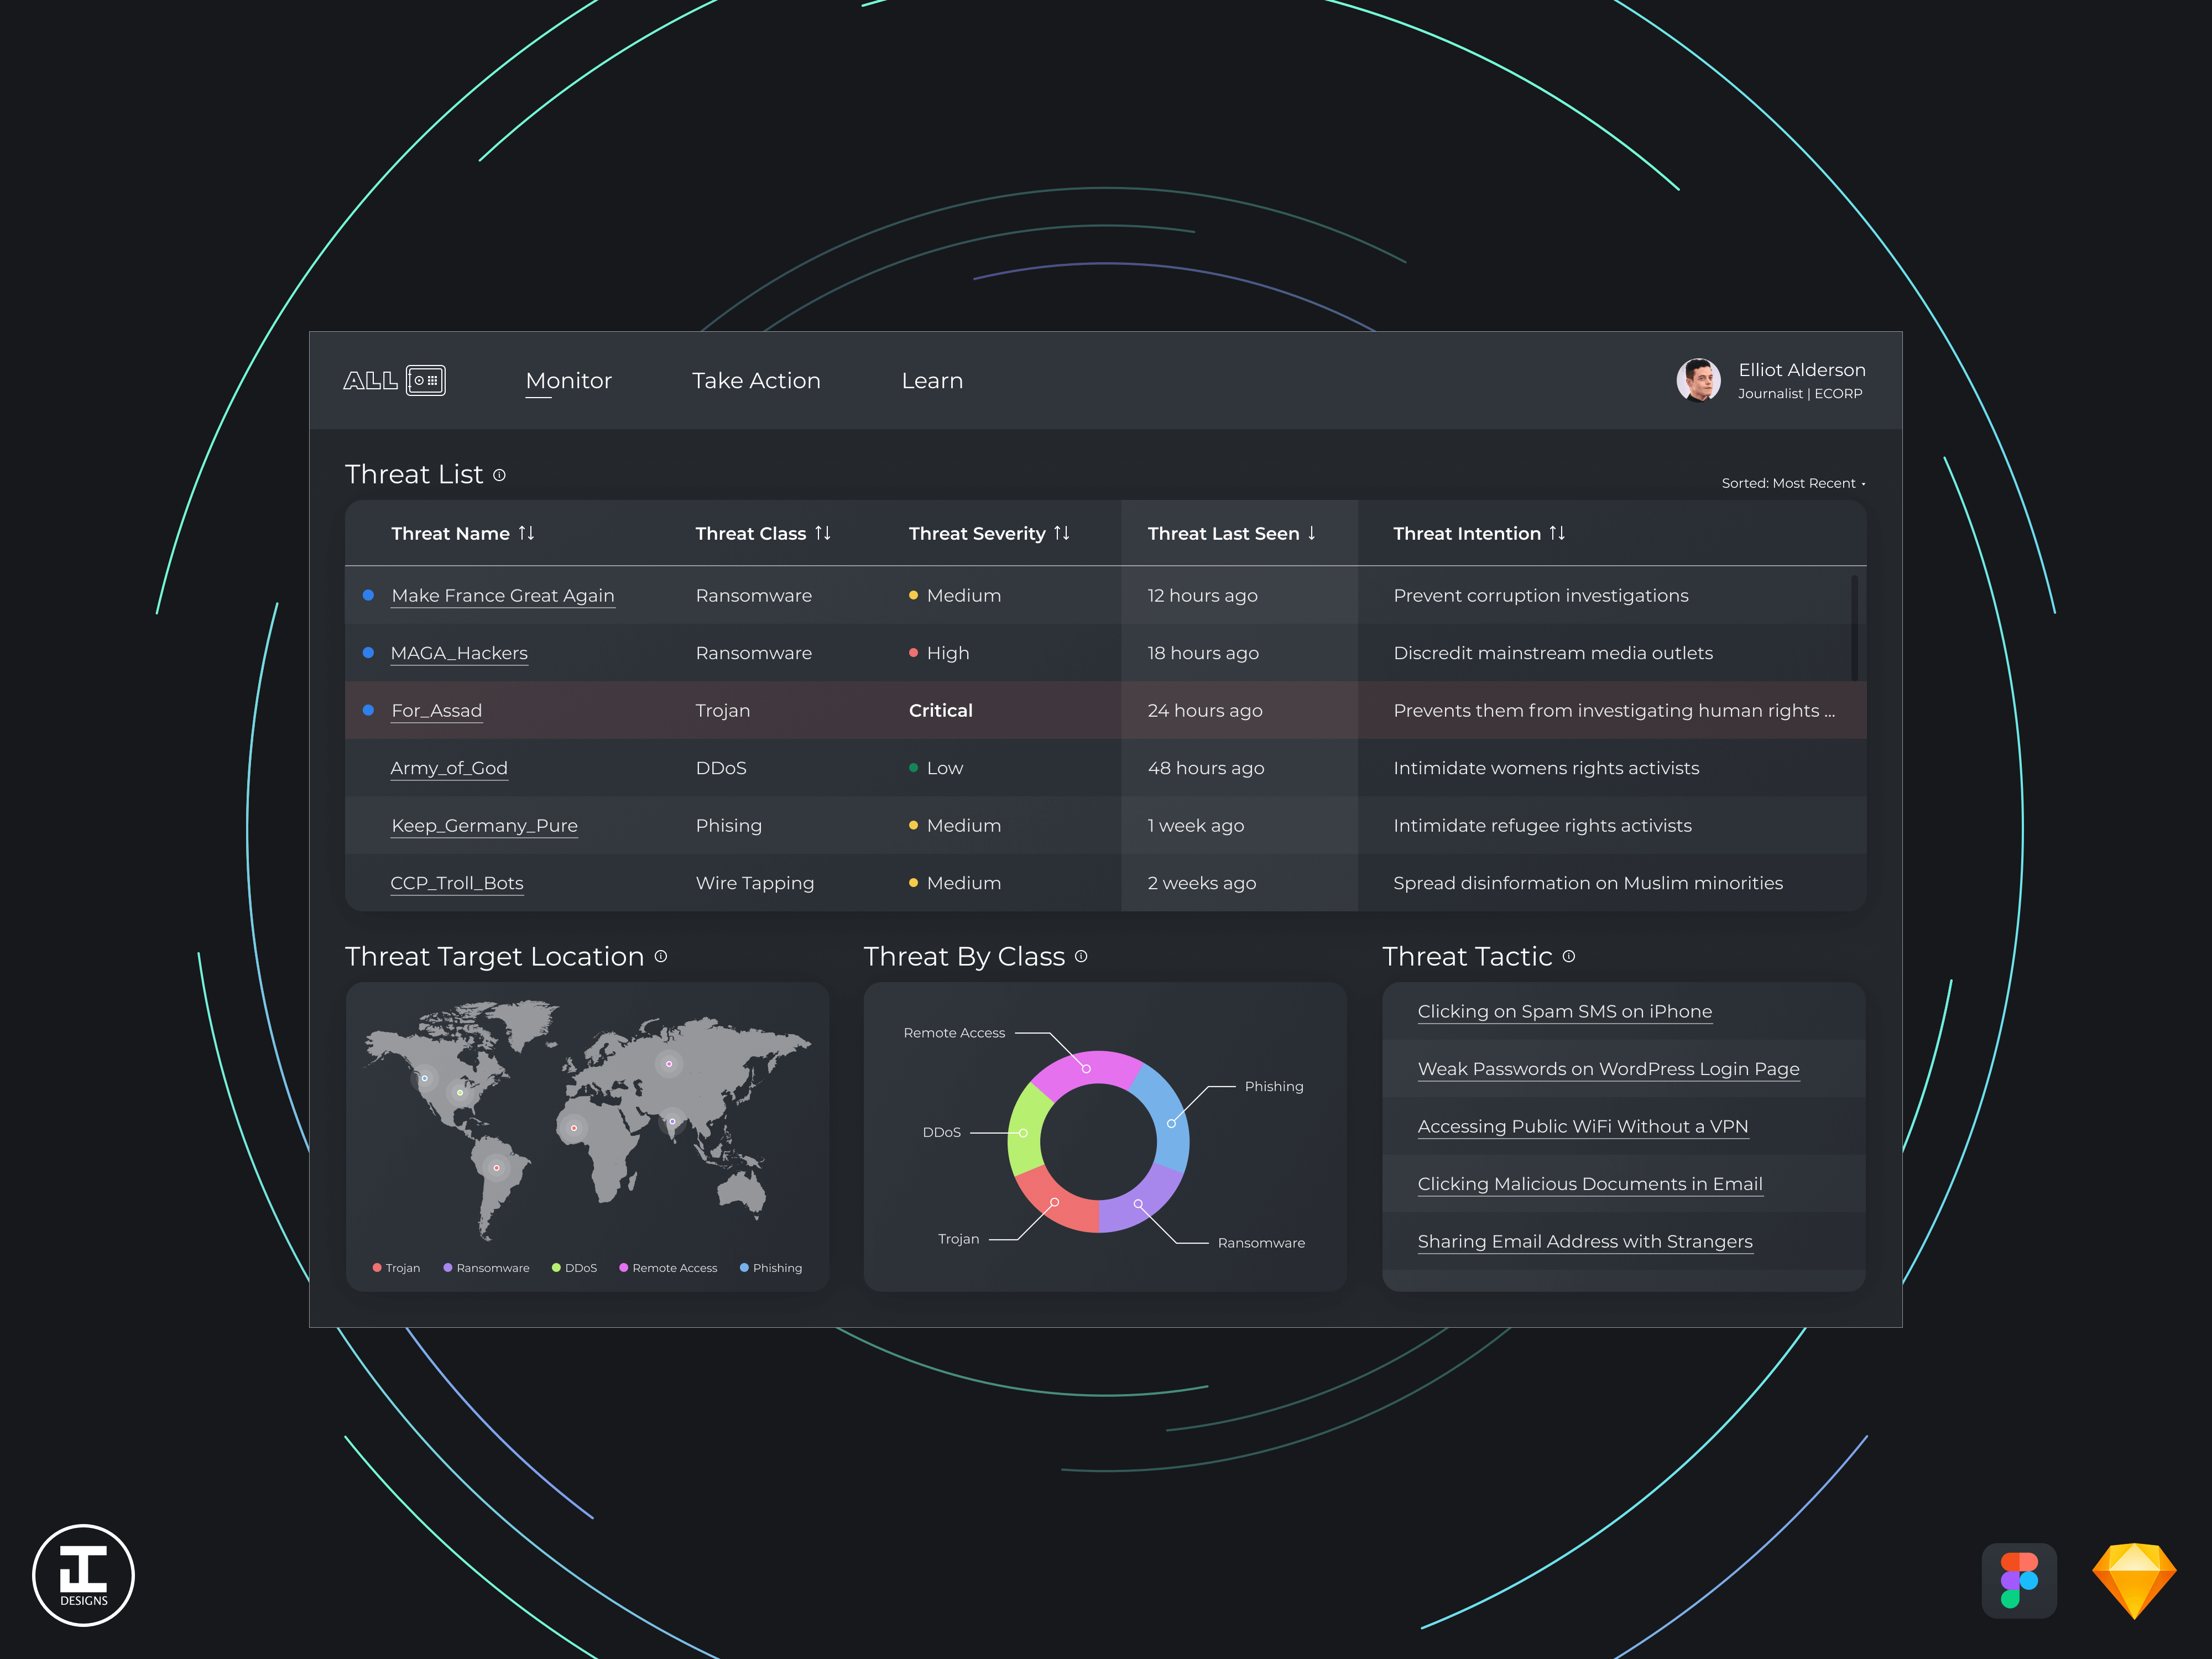 ALL
Monitor
Take Action
Learn
Elliot Alderson
Journalist | ECORP
Threat List
Sorted: Most Recent
Threat Name Threat Class Threat Severity Threat Last Seen Threat Intention
Make France Great Again Ransomware Medium 12 hours ago Prevent corruption investigations
MAGA_Hackers Ransomware High 18 hours ago Discredit mainstream media outlets
For_Assad Trojan Critical 24 hours ago Prevents them from investigating human rights ...
Army_of_God DDoS Low 48 hours ago Intimidate womens rights activists
Keep_Germany_Pure Phising Medium 1 week ago Intimidate refugee rights activists
CCP_Troll_Bots Wire Tapping Medium 2 weeks ago Spread disinformation on Muslim minorities
Threat Target Location
Trojan Ransomware DDoS Remote Access Phishing
Threat By Class
Remote Access
Phishing
DDoS
Trojan
Ransomware
Threat Tactic
Clicking on Spam SMS on iPhone
Weak Passwords on WordPress Login Page
Accessing Public WiFi Without a VPN
Clicking Malicious Documents in Email
Sharing Email Address with Strangers
DESIGNS